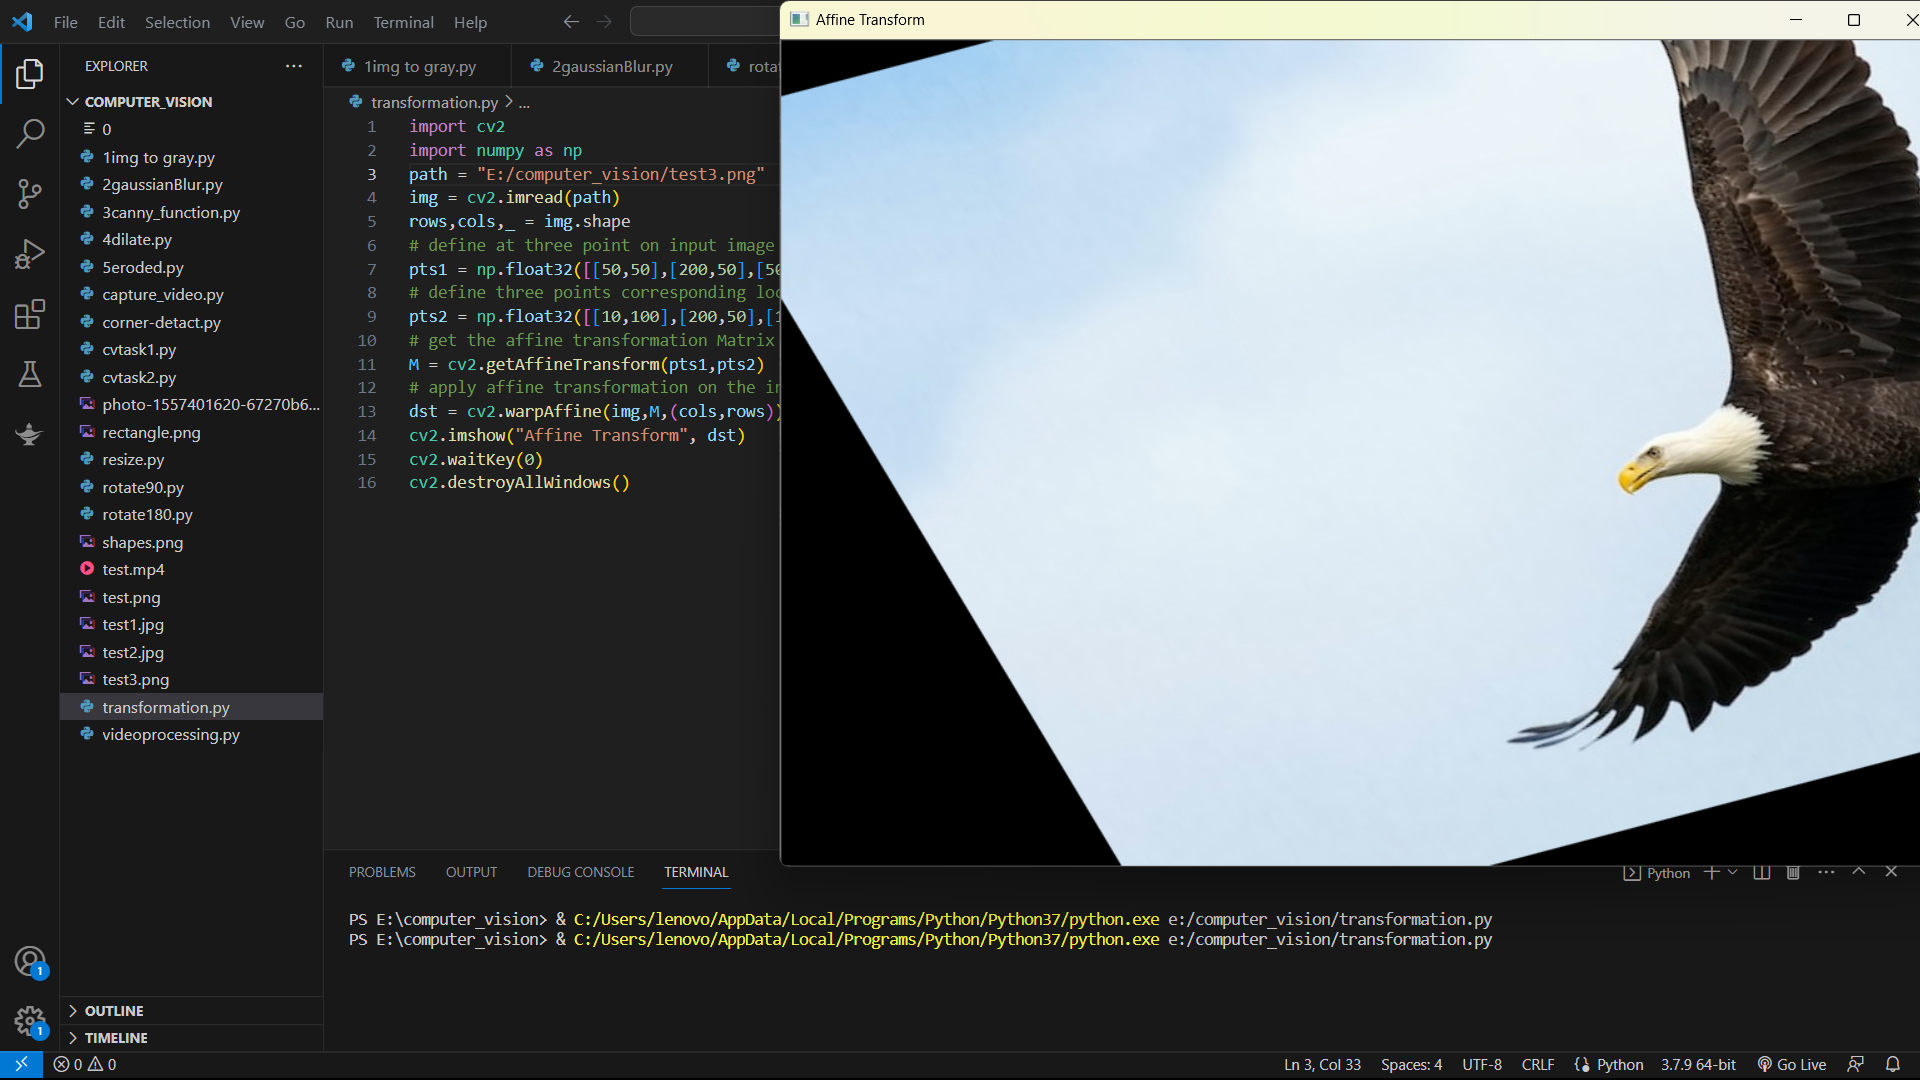 File Edit Selection View Go Run Terminal Help
Affine Transform
EXPLORER
COMPUTER_VISION
0
1img to gray.py
2gaussianBlur.py
3canny_function.py
4dilate.py
5eroded.py
capture_video.py
corner-detact.py
cvtask1.py
cvtask2.py
photo-1557401620-67270b6...
rectangle.png
resize.py
rotate90.py
rotate180.py
shapes.png
test.mp4
test.png
test1.jpg
test2.jpg
test3.png
transformation.py
videoprocessing.py
OUTLINE
TIMELINE
1img to gray.py 2gaussianBlur.py rotat
transformation.py > ...
1 import cv2
2 import numpy as np
3 path = "E:/computer_vision/test3.png"
4 img = cv2.imread(path)
5 rows,cols,_ = img.shape
6 # define at three point on input image
7 pts1 = np.float32([[50,50],[200,50],[50
8 # define three points corresponding loc
9 pts2 = np.float32([[10,100],[200,50],[1
10 # get the affine transformation Matrix
11 M = cv2.getAffineTransform(pts1,pts2)
12 # apply affine transformation on the in
13 dst = cv2.warpAffine(img,M,(cols,rows))
14 cv2.imshow("Affine Transform", dst)
15 cv2.waitKey(0)
16 cv2.destroyAllWindows()
PROBLEMS OUTPUT DEBUG CONSOLE TERMINAL
Python
PS E:\computer_vision> & C:/Users/lenovo/AppData/Local/Programs/Python/Python37/python.exe e:/computer_vision/transformation.py
PS E:\computer_vision> & C:/Users/lenovo/AppData/Local/Programs/Python/Python37/python.exe e:/computer_vision/transformation.py
1
1
0 0
Ln 3, Col 33 Spaces: 4 UTF-8 CRLF Python 3.7.9 64-bit Go Live